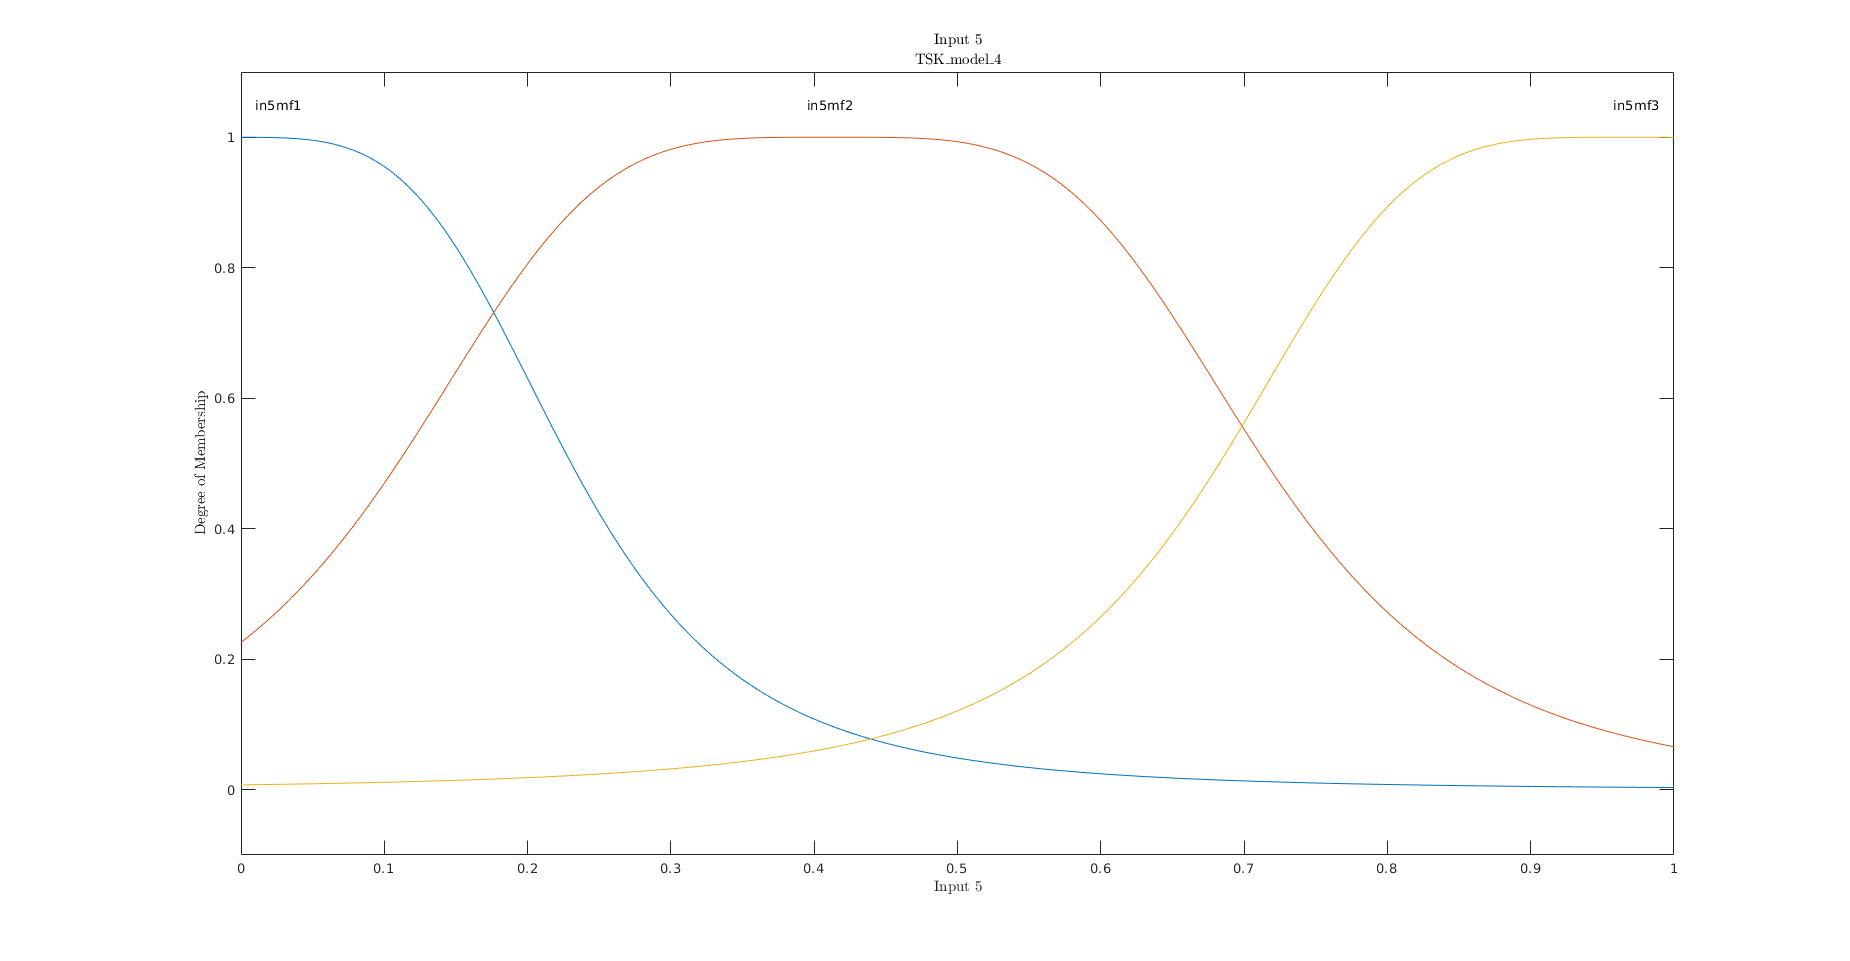 Input 5
TSK_model_4
in5mf1 in5mf2 in5mf3
1
0.8
0.6
0.4
0.2
0
Degree of Membership
0 0.1 0.2 0.3 0.4 0.5 0.6 0.7 0.8 0.9 1
Input 5